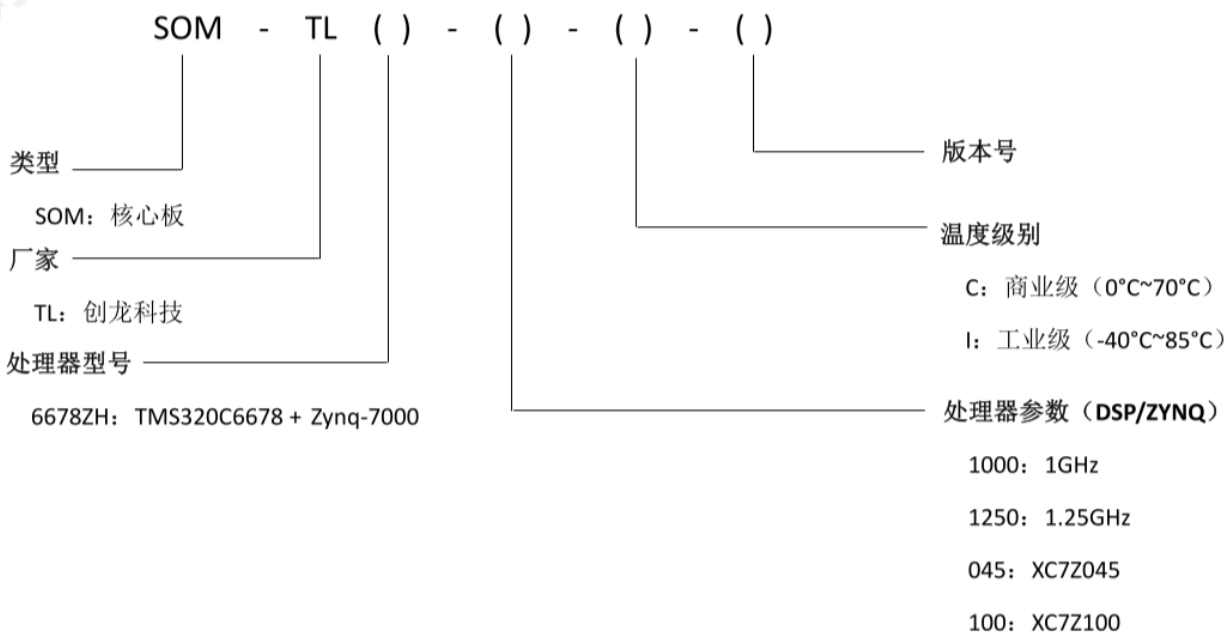 SOM - TL ( ) - ( ) - ( ) - ( )
类型
SOM：核心板
厂家
TL：创龙科技
处理器型号
6678ZH：TMS320C6678 + Zynq-7000
版本号
温度级别
C：商业级（0°C~70°C）
I：工业级（-40°C~85°C）
处理器参数（DSP/ZYNQ）
1000：1GHz
1250：1.25GHz
045：XC7Z045
100：XC7Z100